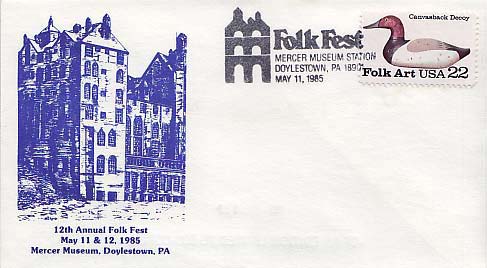 Folk Fest
MERCER MUSEUM STATION
DOYLESTOWN, PA 18901
MAY 11, 1985
Canvasback Decoy
Folk Art USA 22
12th Annual Folk Fest
May 11 & 12, 1985
Mercer Museum, Doylestown, PA